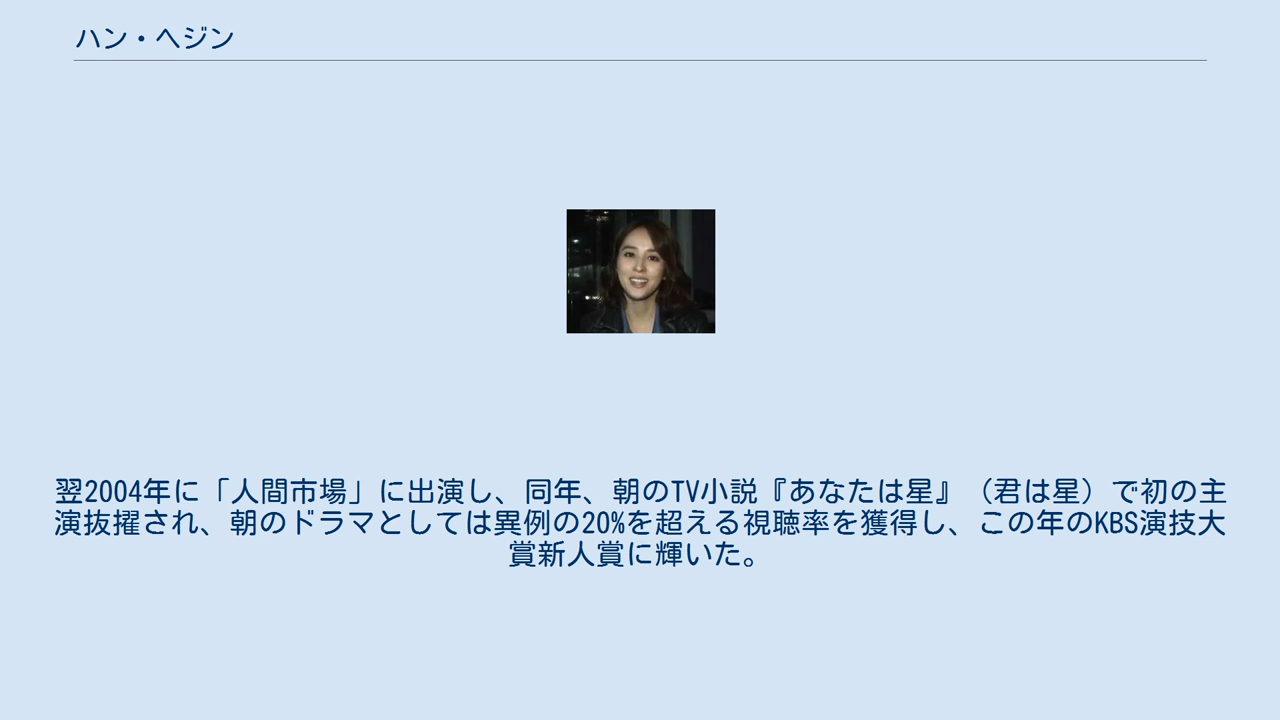 ハン・ヘジン
翌2004年に「人間市場」に出演し、同年、朝のTV小説『あなたは星』（君は星）で初の主
演抜擢され、朝のドラマとしては異例の20%を超える視聴率を獲得し、この年のKBS演技大
賞新人賞に輝いた。